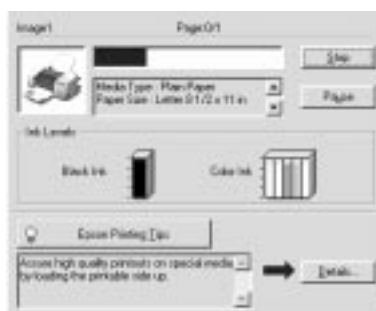 Image1 Page:0/1
Stop
Media Type : Plain Paper
Paper Size : Letter 8 1/2 x 11 in
Pause
Ink Levels
Black Ink Color Ink
Epson Printing Tips
Assure high quality printouts on special media
by loading the printable side up.
Details...